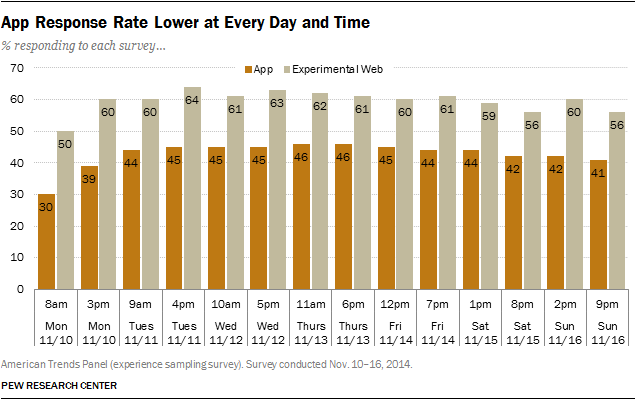 App Response Rate Lower at Every Day and Time
% responding to each survey…
App Experimental Web
70
60
50
40
30
20
10
0
30 50 39 60 44 60 45 64 45 61 45 63 46 62 46 61 45 60 44 61 44 59 42 56 42 60 41 56
8am 3pm 9am 4pm 10am 5pm 11am 6pm 12pm 7pm 1pm 8pm 2pm 9pm
Mon Mon Tues Tues Wed Wed Thurs Thurs Fri Fri Sat Sat Sun Sun
11/10 11/10 11/11 11/11 11/12 11/12 11/13 11/13 11/14 11/14 11/15 11/15 11/16 11/16
American Trends Panel (experience sampling survey). Survey conducted Nov. 10–16, 2014.
PEW RESEARCH CENTER